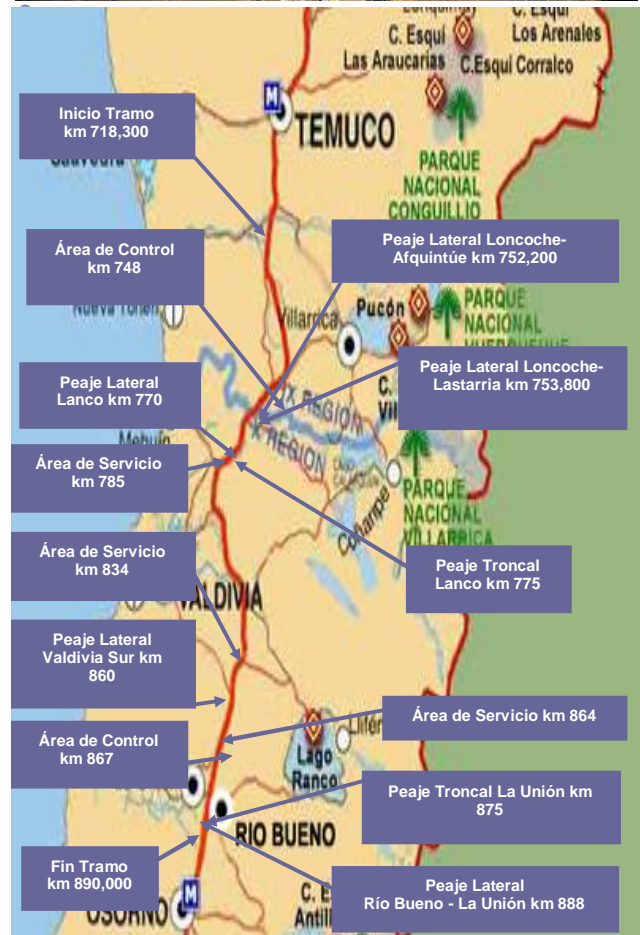 C. Esquí
Los Arenales
C. Esquí
Las Araucarias
C.Esqui Corralco
Inicio Tramo
km 718,300
TEMUCO
PARQUE
NACIONAL
CONGUILLIO
Área de Control
km 748
Peaje Lateral Loncoche-
Afquintúe km 752,200
Villarrica
Pucón
PARQUE
NACIONAL
Peaje Lateral
Lanco km 770
IX REGION
X REGION
Peaje Lateral Loncoche-
Lastarria km 753,800
C.
Área de Servicio
km 785
Coñaripe
PARQUE
NACIONAL
VILLARRICA
Área de Servicio
km 834
VALDIVIA
Peaje Troncal
Lanco km 775
Peaje Lateral
Valdivia Sur km
860
Área de Servicio km 864
Área de Control
km 867
Lago
Ranco
Peaje Troncal La Unión km
875
RIO BUENO
Fin Tramo
km 890,000
Peaje Lateral
Río Bueno - La Unión km 888
OSORNO
C. E
Antill